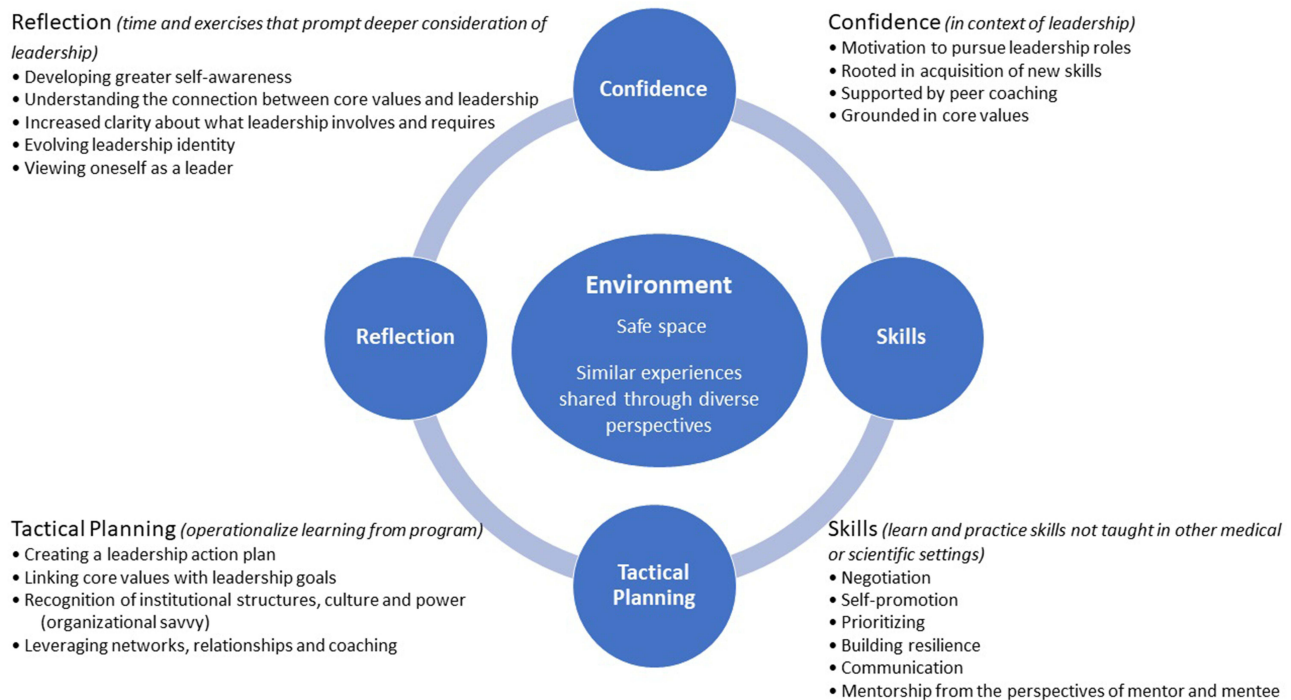 Reflection (time and exercises that prompt deeper consideration of
leadership)
• Developing greater self-awareness
• Understanding the connection between core values and leadership
• Increased clarity about what leadership involves and requires
• Evolving leadership identity
• Viewing oneself as a leader
Confidence
Confidence (in context of leadership)
• Motivation to pursue leadership roles
• Rooted in acquisition of new skills
• Supported by peer coaching
• Grounded in core values
Reflection
Environment
Safe space
Similar experiences
shared through diverse
perspectives
Skills
Tactical Planning (operationalize learning from program)
• Creating a leadership action plan
• Linking core values with leadership goals
• Recognition of institutional structures, culture and power
(organizational savvy)
• Leveraging networks, relationships and coaching
Tactical
Planning
Skills (learn and practice skills not taught in other medical
or scientific settings)
• Negotiation
• Self-promotion
• Prioritizing
• Building resilience
• Communication
• Mentorship from the perspectives of mentor and mentee